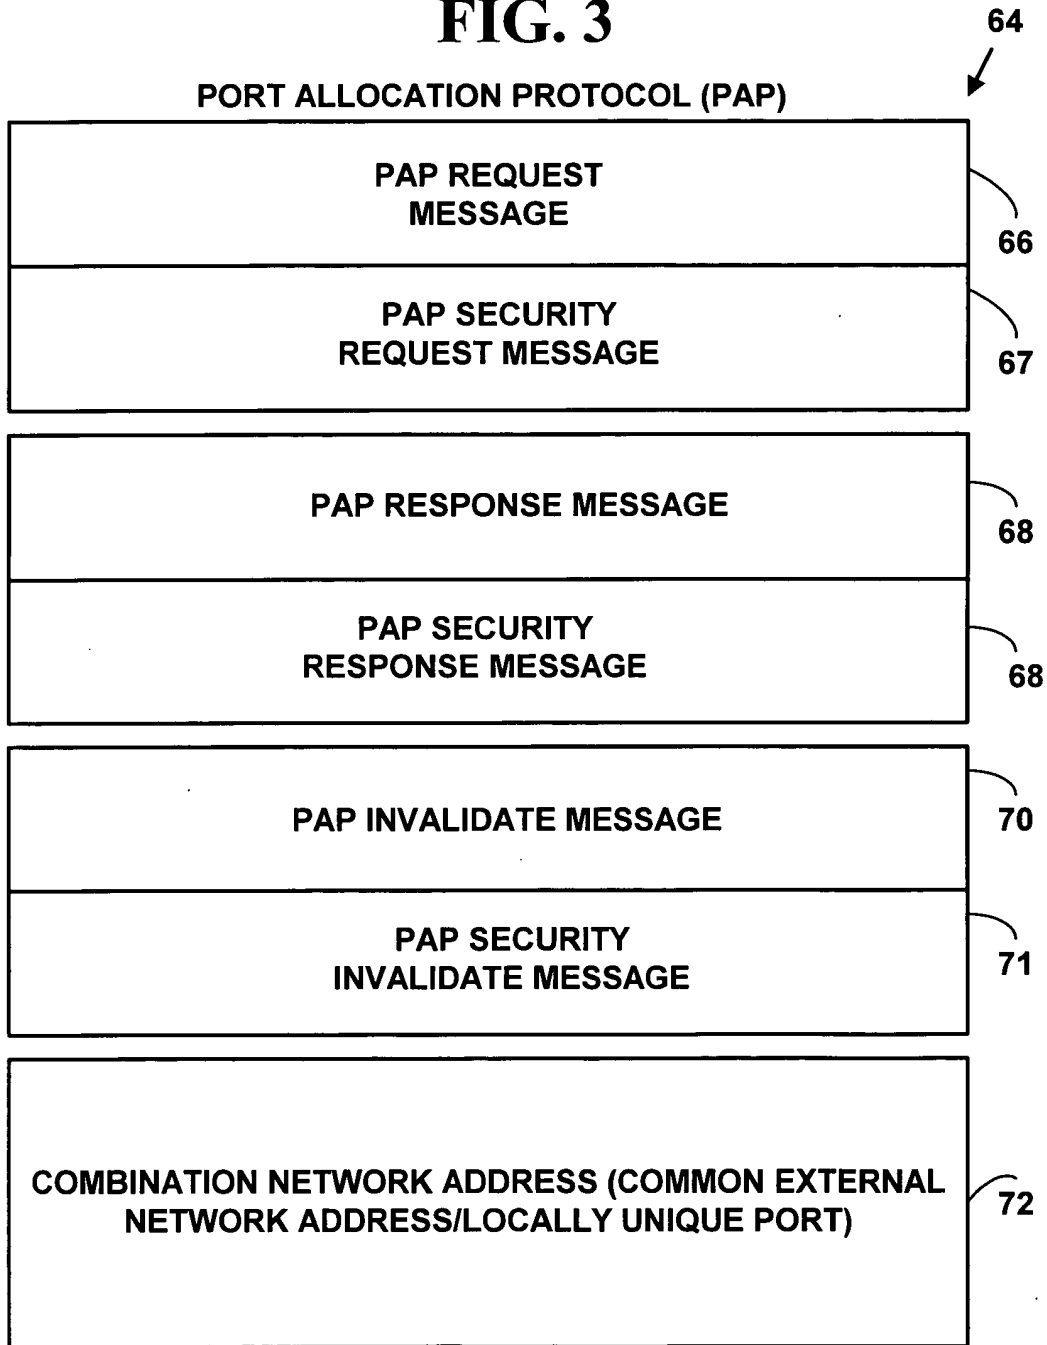 FIG. 3
64
PORT ALLOCATION PROTOCOL (PAP)
PAP REQUEST
MESSAGE
66
PAP SECURITY
REQUEST MESSAGE
67
PAP RESPONSE MESSAGE
68
PAP SECURITY
RESPONSE MESSAGE
68
PAP INVALIDATE MESSAGE
70
PAP SECURITY
INVALIDATE MESSAGE
71
COMBINATION NETWORK ADDRESS (COMMON EXTERNAL
NETWORK ADDRESS/LOCALLY UNIQUE PORT)
72